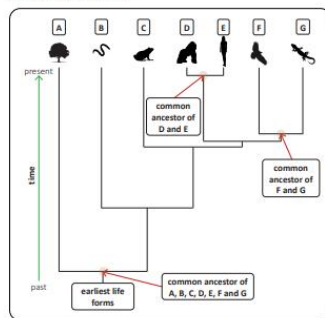 A B C D E F G
present
common
ancestor of
D and E
common
ancestor of
F and G
time
past
earliest life
forms
common ancestor of
A, B, C, D, E, F and G